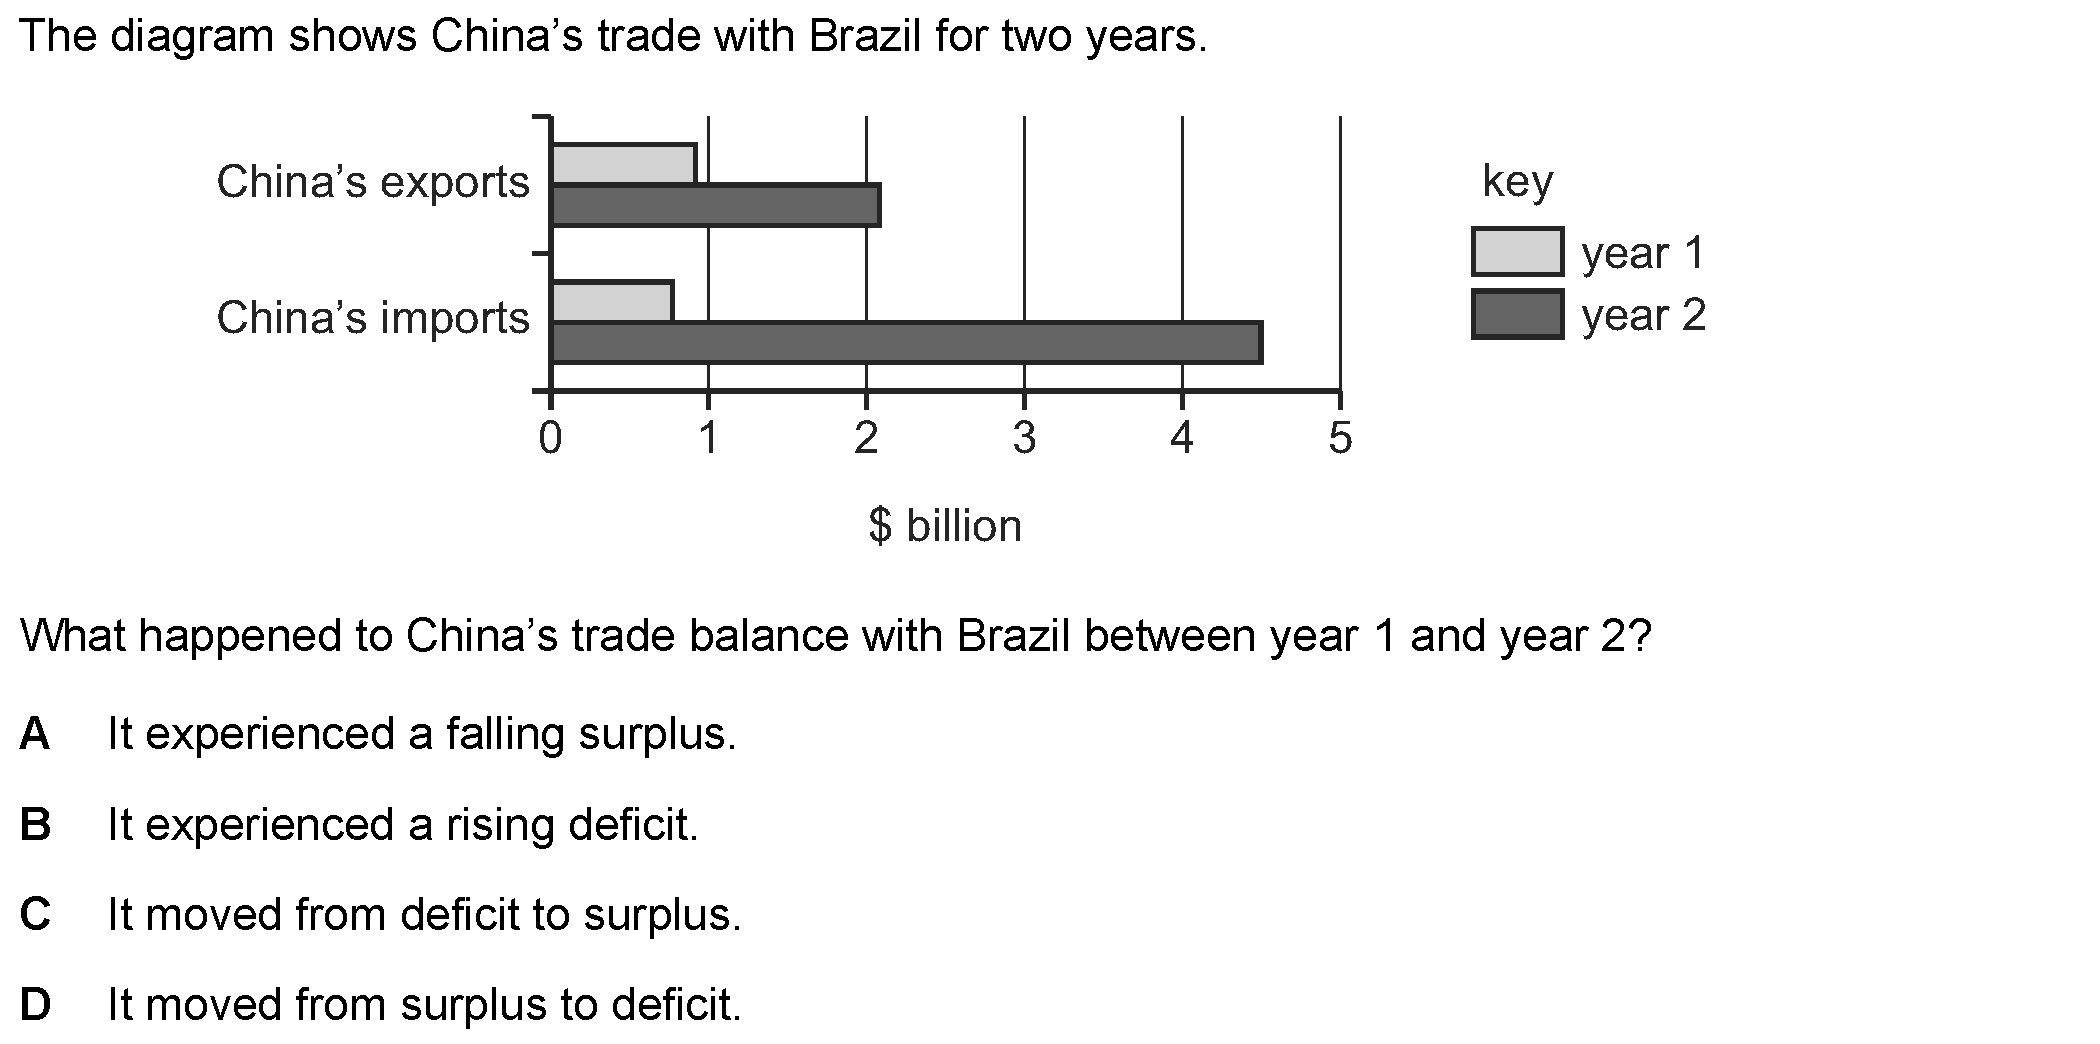 The diagram shows China’s trade with Brazil for two years.
China’s exports
China’s imports
0 1 2 3 4 5
$ billion
key
year 1
year 2
What happened to China’s trade balance with Brazil between year 1 and year 2?
A It experienced a falling surplus.
B It experienced a rising deficit.
C It moved from deficit to surplus.
D It moved from surplus to deficit.